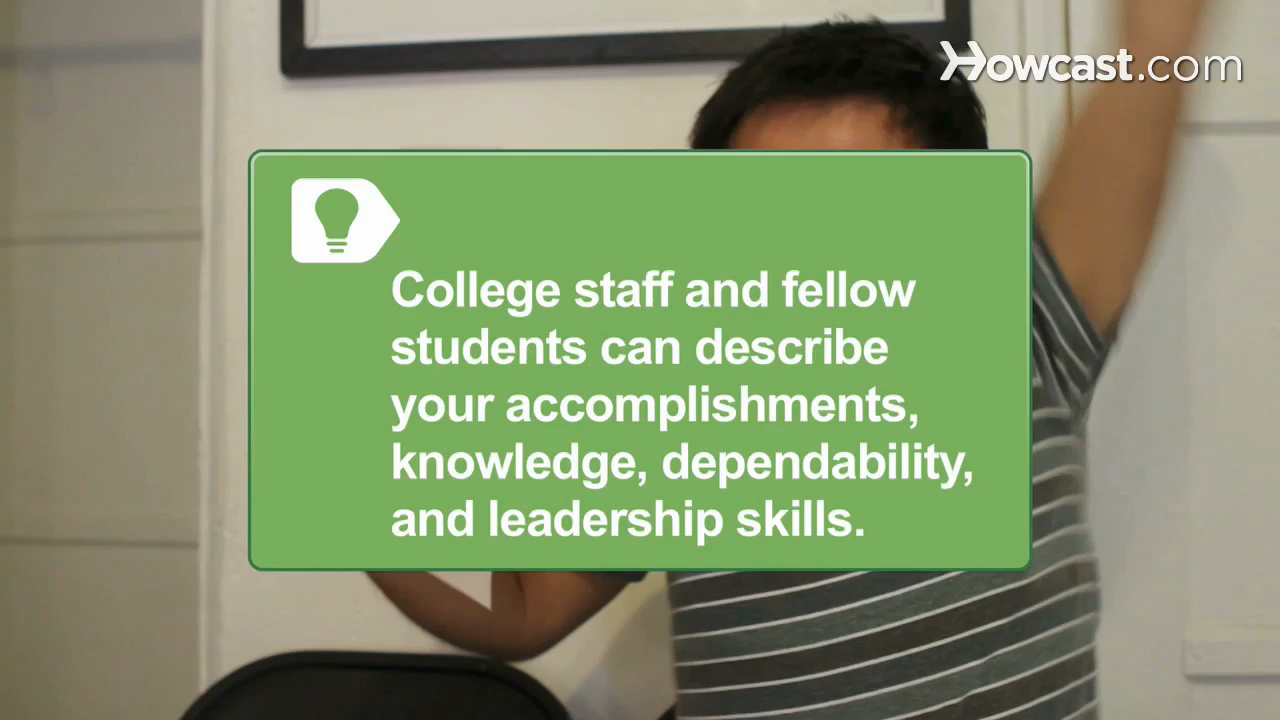 Howcast.com
College staff and fellow
students can describe
your accomplishments,
knowledge, dependability,
and leadership skills.